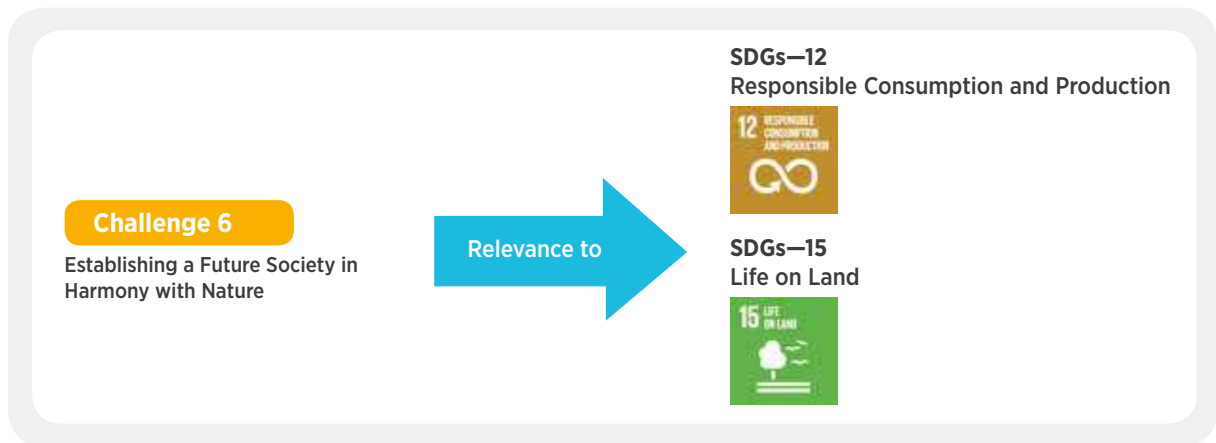 Challenge 6
Establishing a Future Society in
Harmony with Nature
Relevance to
SDGs—12
Responsible Consumption and Production
12 RESPONSIBLE
CONSUMPTION
AND PRODUCTION
SDGs—15
Life on Land
15 LIFE
ON LAND